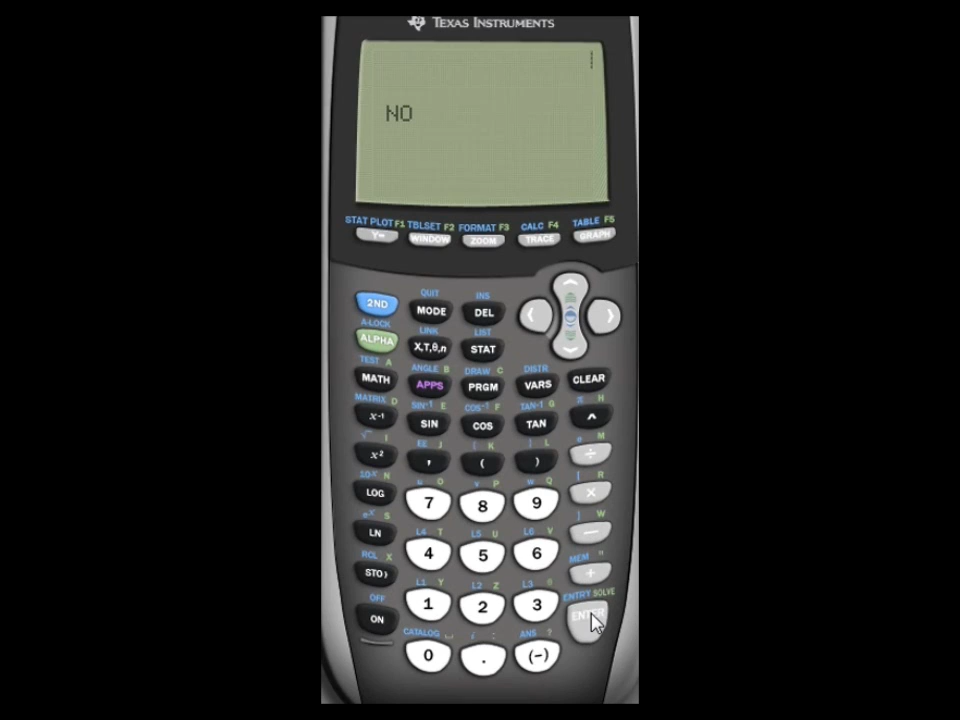 TEXAS INSTRUMENTS
NO
STAT PLOT F1 TBLSET F2 FORMAT F3 CALC F4 TABLE F5
Y= WINDOW ZOOM TRACE GRAPH
QUIT INS
2ND MODE DEL
A-LOCK LINK LIST
ALPHA X,T,θ,n STAT
TEST A ANGLE B DRAW C DISTR
MATH APPS PRGM VARS CLEAR
MATRIX D SIN⁻¹ E COS⁻¹ F TAN⁻¹ G π H
x⁻¹ SIN COS TAN ^
√ I EE J { K } L e M
x² , ( ) ÷
10ˣ N u O v P w Q [ R
LOG 7 8 9 ×
eˣ S L4 T L5 U L6 V ] W
LN 4 5 6 −
RCL X L1 Y L2 Z L3 θ MEM "
STO⟩ 1 2 3 +
OFF CATALOG ␣ i : ANS ? ENTRY SOLVE
ON 0 . (−) ENTER